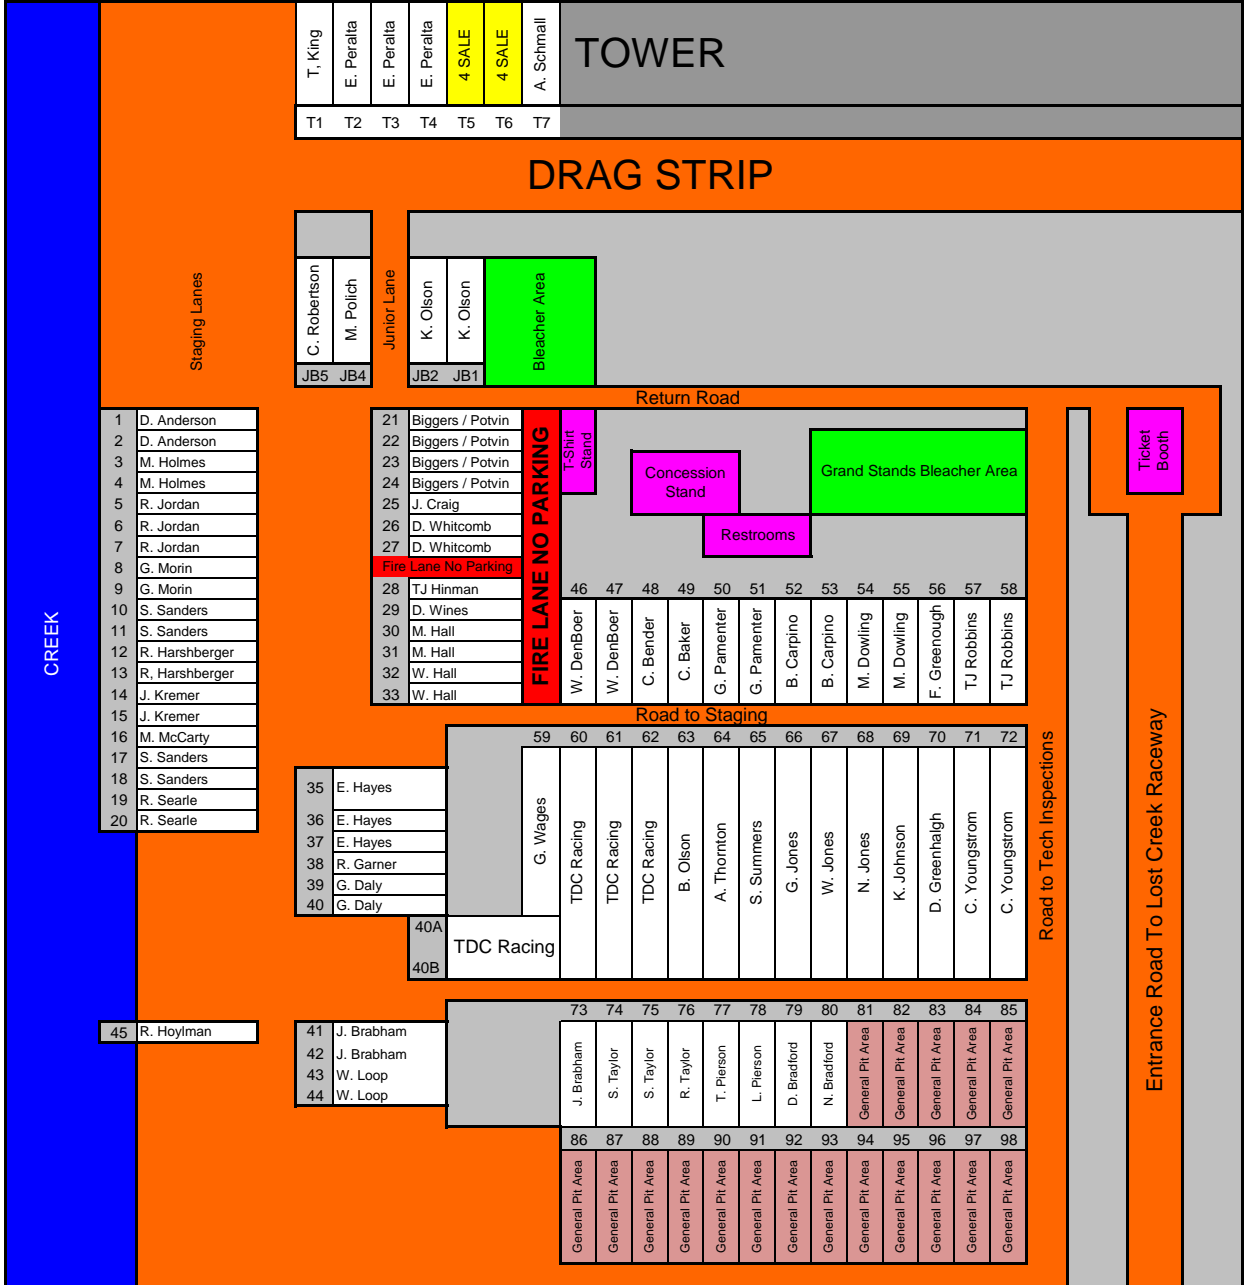 T, King
E. Peralta
E. Peralta
E. Peralta
4 SALE
4 SALE
A. Schmall
TOWER
T1 T2 T3 T4 T5 T6 T7
DRAG STRIP
Staging Lanes
C. Robertson
M. Polich
Junior Lane
K. Olson
K. Olson
Bleacher Area
JB5 JB4 JB2 JB1
Return Road
1 D. Anderson
2 D. Anderson
3 M. Holmes
4 M. Holmes
5 R. Jordan
6 R. Jordan
7 R. Jordan
8 G. Morin
9 G. Morin
10 S. Sanders
11 S. Sanders
12 R. Harshberger
13 R, Harshberger
14 J. Kremer
15 J. Kremer
16 M. McCarty
17 S. Sanders
18 S. Sanders
19 R. Searle
20 R. Searle
CREEK
21 Biggers / Potvin
22 Biggers / Potvin
23 Biggers / Potvin
24 Biggers / Potvin
25 J. Craig
26 D. Whitcomb
27 D. Whitcomb
Fire Lane No Parking
28 TJ Hinman
29 D. Wines
30 M. Hall
31 M. Hall
32 W. Hall
33 W. Hall
FIRE LANE NO PARKING
T-Shirt
Stand
Concession
Stand
Restrooms
Grand Stands Bleacher Area
Ticket
Booth
46 47 48 49 50 51 52 53 54 55 56 57 58
W. DenBoer
W. DenBoer
C. Bender
C. Baker
G. Pamenter
G. Pamenter
B. Carpino
B. Carpino
M. Dowling
M. Dowling
F. Greenough
TJ Robbins
TJ Robbins
Road to Staging
59 60 61 62 63 64 65 66 67 68 69 70 71 72
G. Wages
TDC Racing
TDC Racing
TDC Racing
B. Olson
A. Thornton
S. Summers
G. Jones
W. Jones
N. Jones
K. Johnson
D. Greenhalgh
C. Youngstrom
C. Youngstrom
35 E. Hayes
36 E. Hayes
37 E. Hayes
38 R. Garner
39 G. Daly
40 G. Daly
40A
TDC Racing
40B
Road to Tech Inspections
Entrance Road To Lost Creek Raceway
45 R. Hoylman
41 J. Brabham
42 J. Brabham
43 W. Loop
44 W. Loop
73 74 75 76 77 78 79 80 81 82 83 84 85
J. Brabham
S. Taylor
S. Taylor
R. Taylor
T. Pierson
L. Pierson
D. Bradford
N. Bradford
General Pit Area
General Pit Area
General Pit Area
General Pit Area
General Pit Area
86 87 88 89 90 91 92 93 94 95 96 97 98
General Pit Area
General Pit Area
General Pit Area
General Pit Area
General Pit Area
General Pit Area
General Pit Area
General Pit Area
General Pit Area
General Pit Area
General Pit Area
General Pit Area
General Pit Area